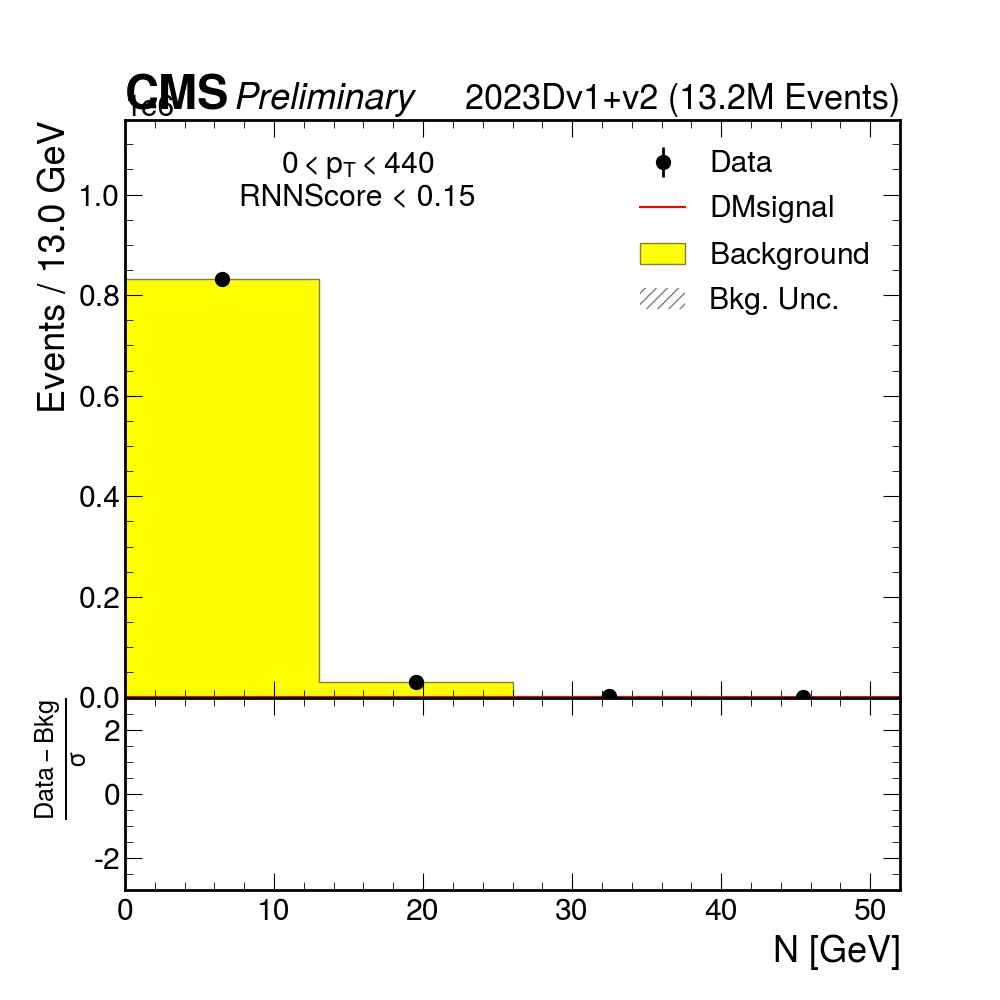 CMS Preliminary 2023Dv1+v2 (13.2M Events)
1e6
Events / 13.0 GeV
0 < pT < 440
RNNScore < 0.15
Data
DMsignal
Background
Bkg. Unc.
1.0
0.8
0.6
0.4
0.2
0.0
Data – Bkg
σ
2
0
-2
0 10 20 30 40 50
N [GeV]